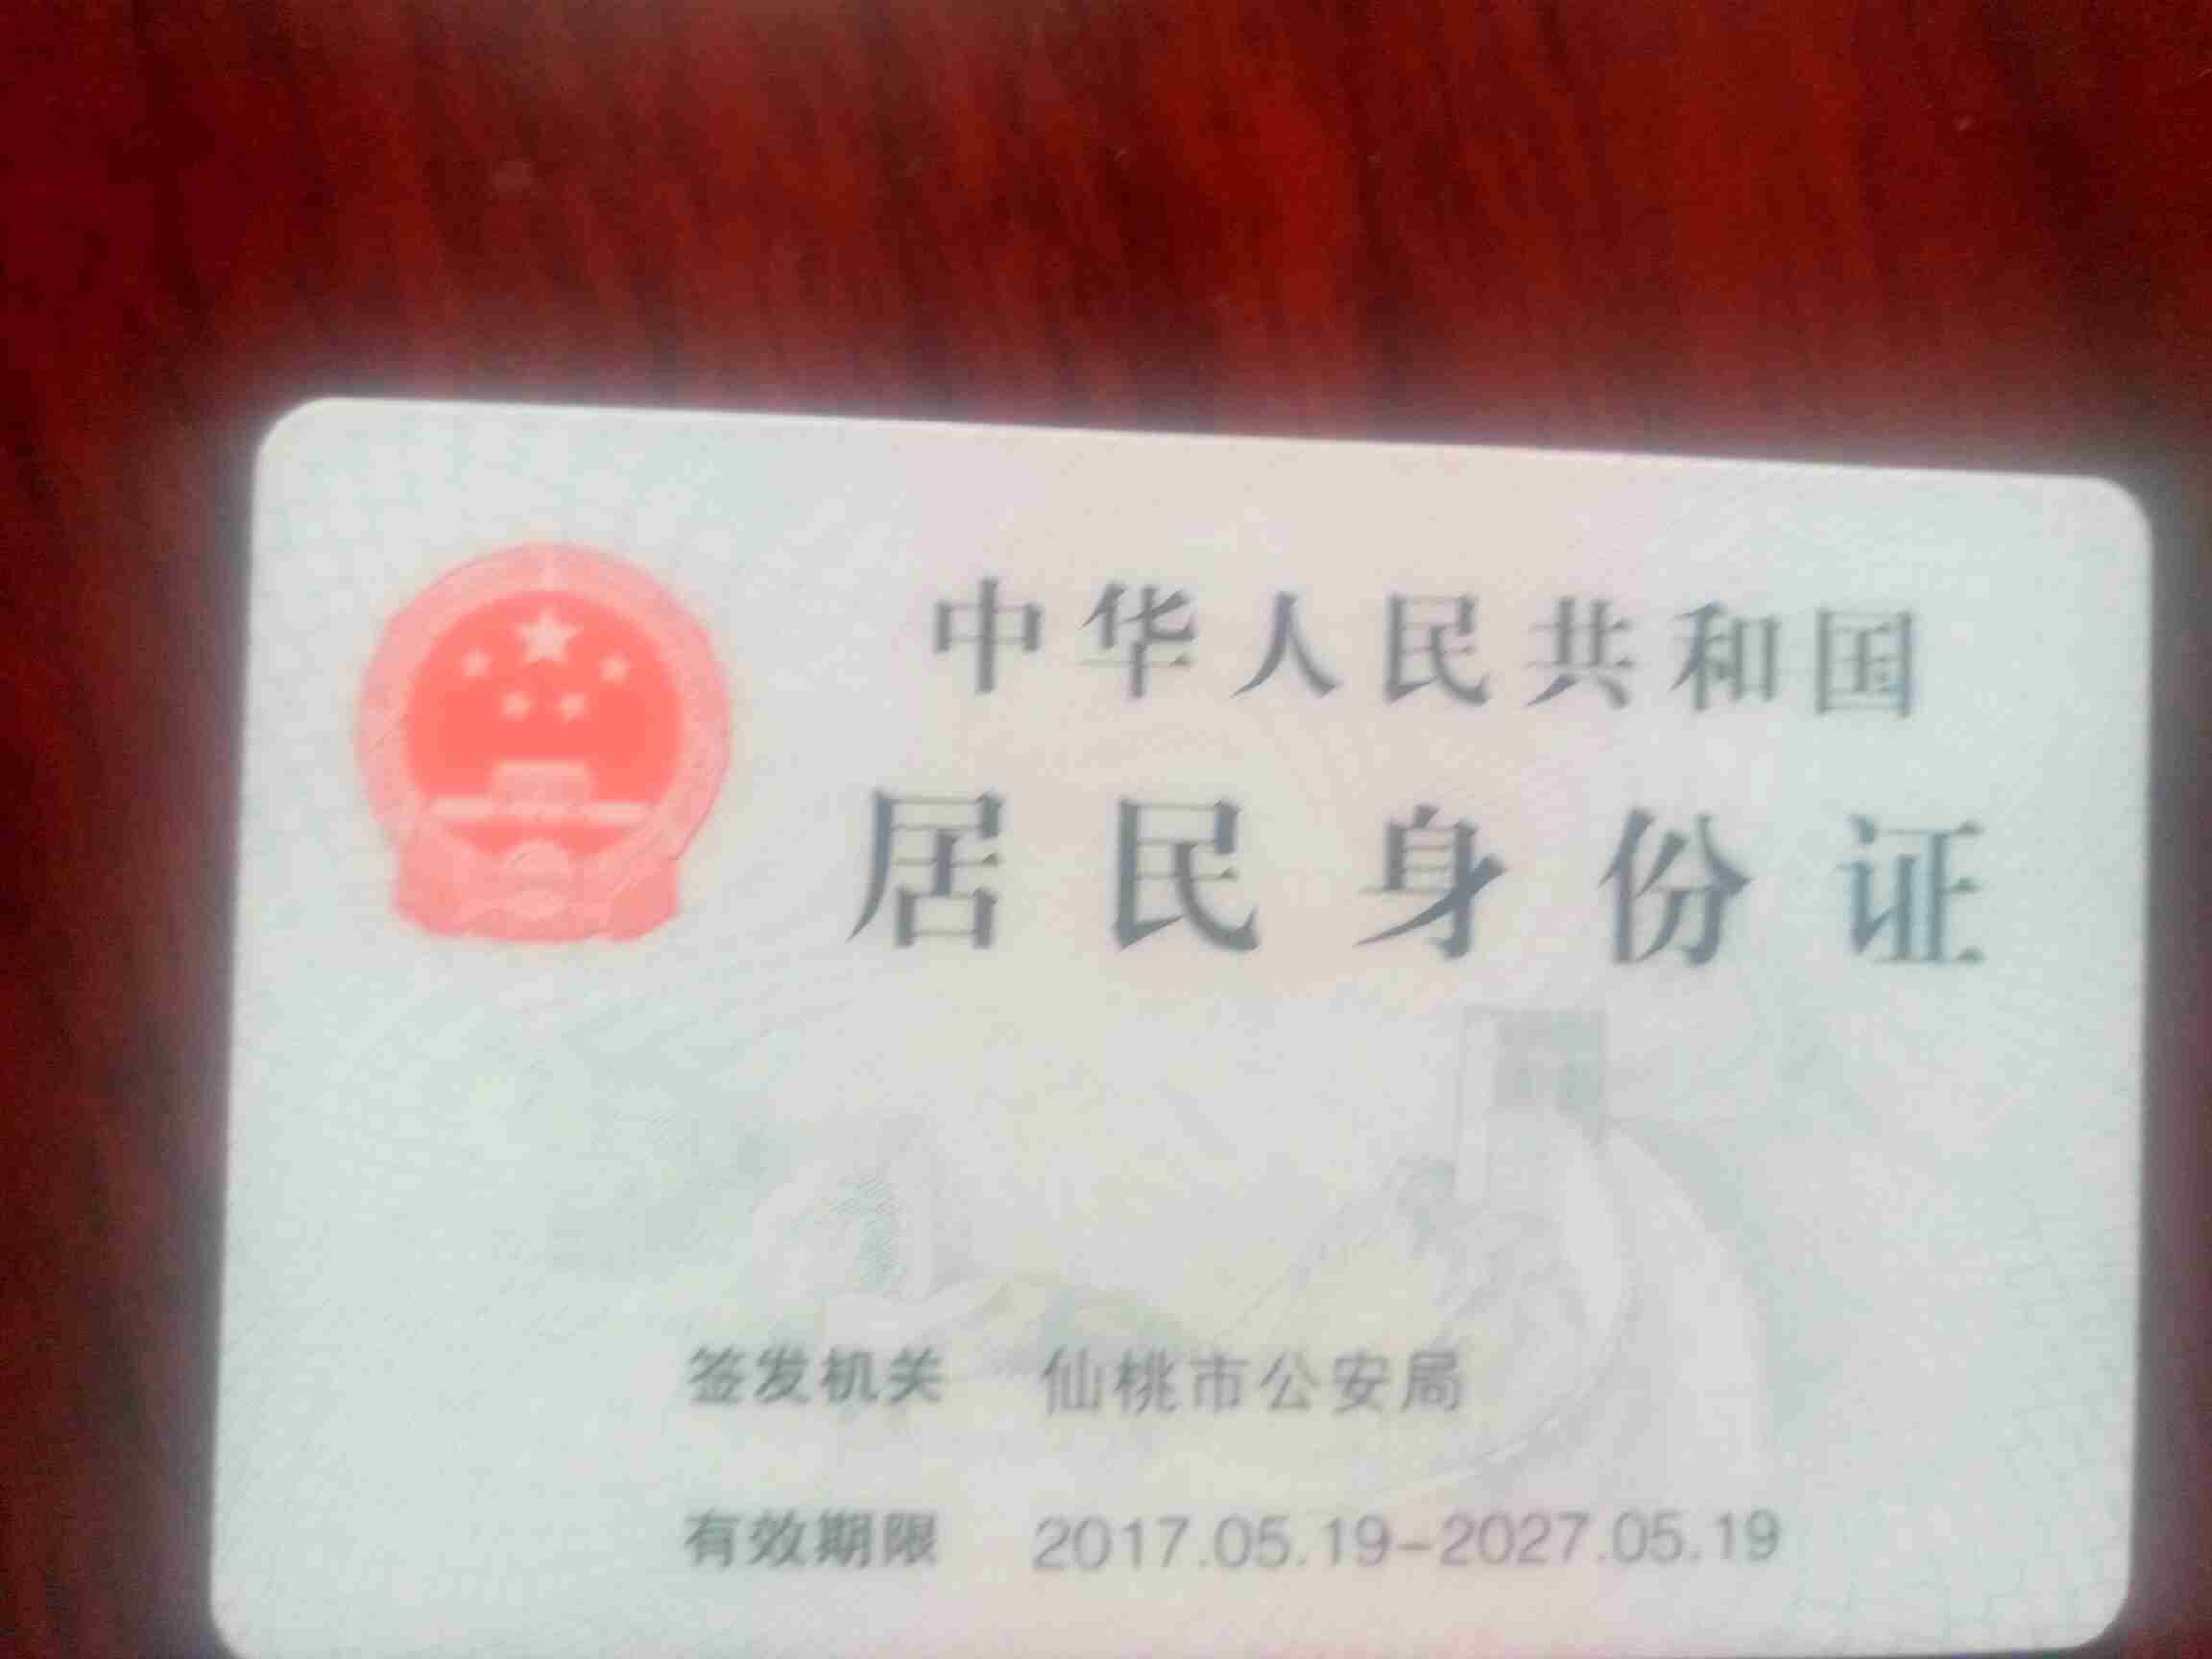 中华人民共和国
居民身份证
签发机关 仙桃市公安局
有效期限 2017.05.19-2027.05.19